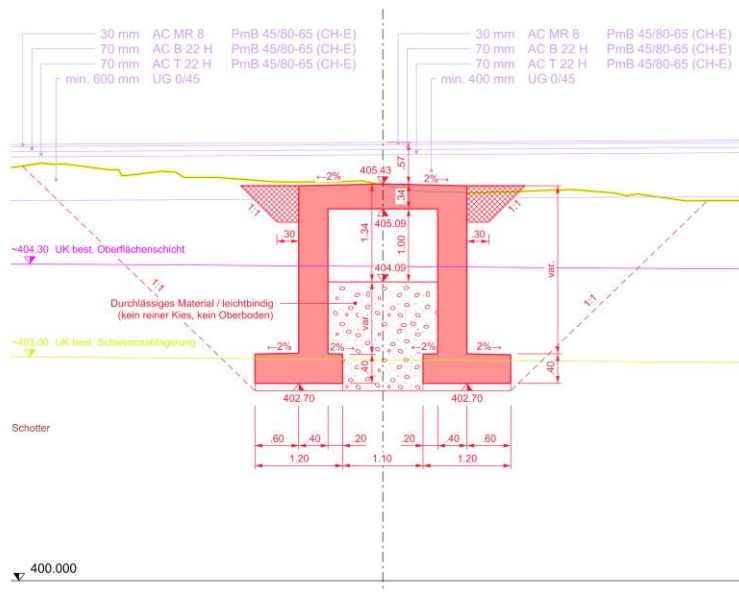 30 mm AC MR 8 PmB 45/80-65 (CH-E)
70 mm AC B 22 H PmB 45/80-65 (CH-E)
70 mm AC T 22 H PmB 45/80-65 (CH-E)
min. 600 mm UG 0/45
30 mm AC MR 8 PmB 45/80-65 (CH-E)
70 mm AC B 22 H PmB 45/80-65 (CH-E)
70 mm AC T 22 H PmB 45/80-65 (CH-E)
min. 400 mm UG 0/45
.57
405.43
←2%
2%→
.34
1:1
1:1
.30
.30
405.09
1.34
1.00
~404.30 UK best. Oberflächenschicht
404.09
var.
1:1
1:1
Durchlässiges Material / leichtbindig
(kein reiner Kies, kein Oberboden)
var.
~403.00 UK best. Schwemmablagerung
←2%
2%→
←2%
2%→
.40
.40
402.70
402.70
Schotter
.60
.40
.20
.20
.40
.60
1.20
1.10
1.20
400.000